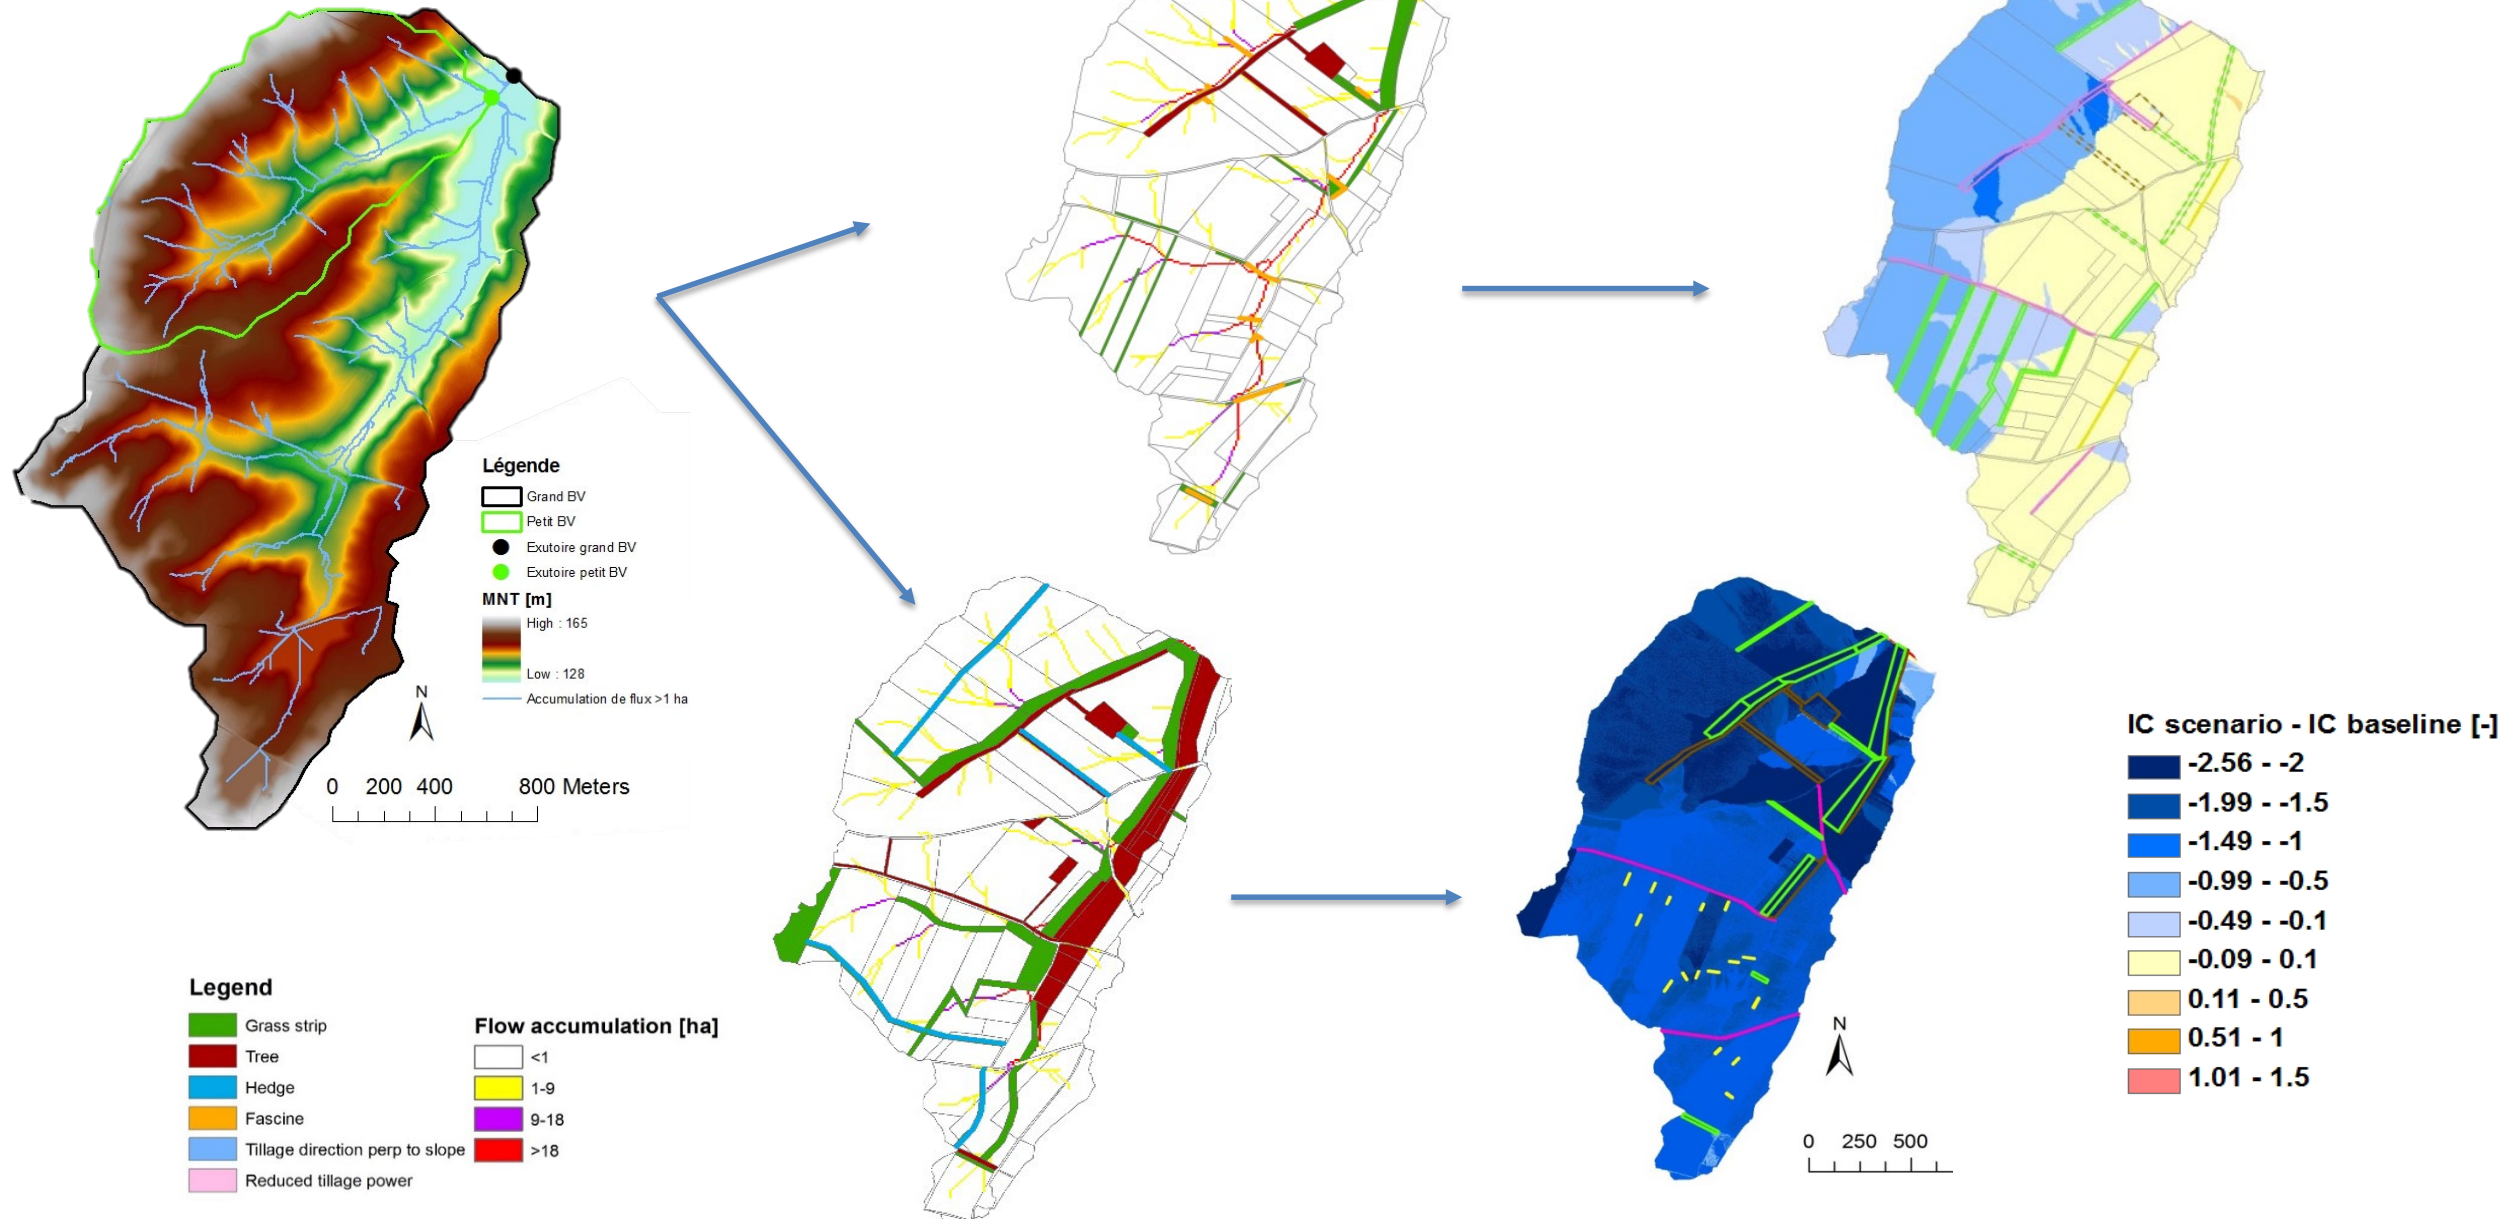 Légende
Grand BV
Petit BV
Exutoire grand BV
Exutoire petit BV
MNT [m]
High : 165
Low : 128
Accumulation de flux >1 ha
N
0 200 400 800 Meters
Legend
Grass strip
Tree
Hedge
Fascine
Tillage direction perp to slope
Reduced tillage power
Flow accumulation [ha]
<1
1-9
9-18
>18
IC scenario - IC baseline [-]
-2.56 - -2
-1.99 - -1.5
-1.49 - -1
-0.99 - -0.5
-0.49 - -0.1
-0.09 - 0.1
0.11 - 0.5
0.51 - 1
1.01 - 1.5
N
0 250 500